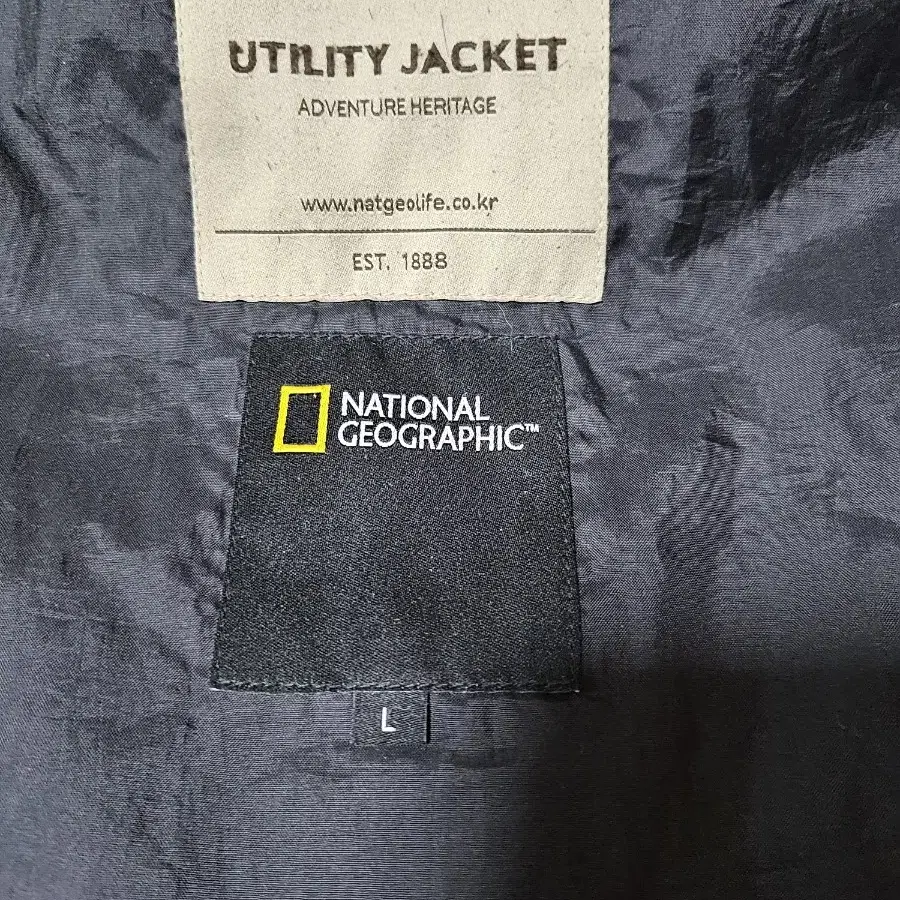 UTILITY JACKET
ADVENTURE HERITAGE
www.natgeolife.co.kr
EST. 1888
NATIONAL
GEOGRAPHIC™
L